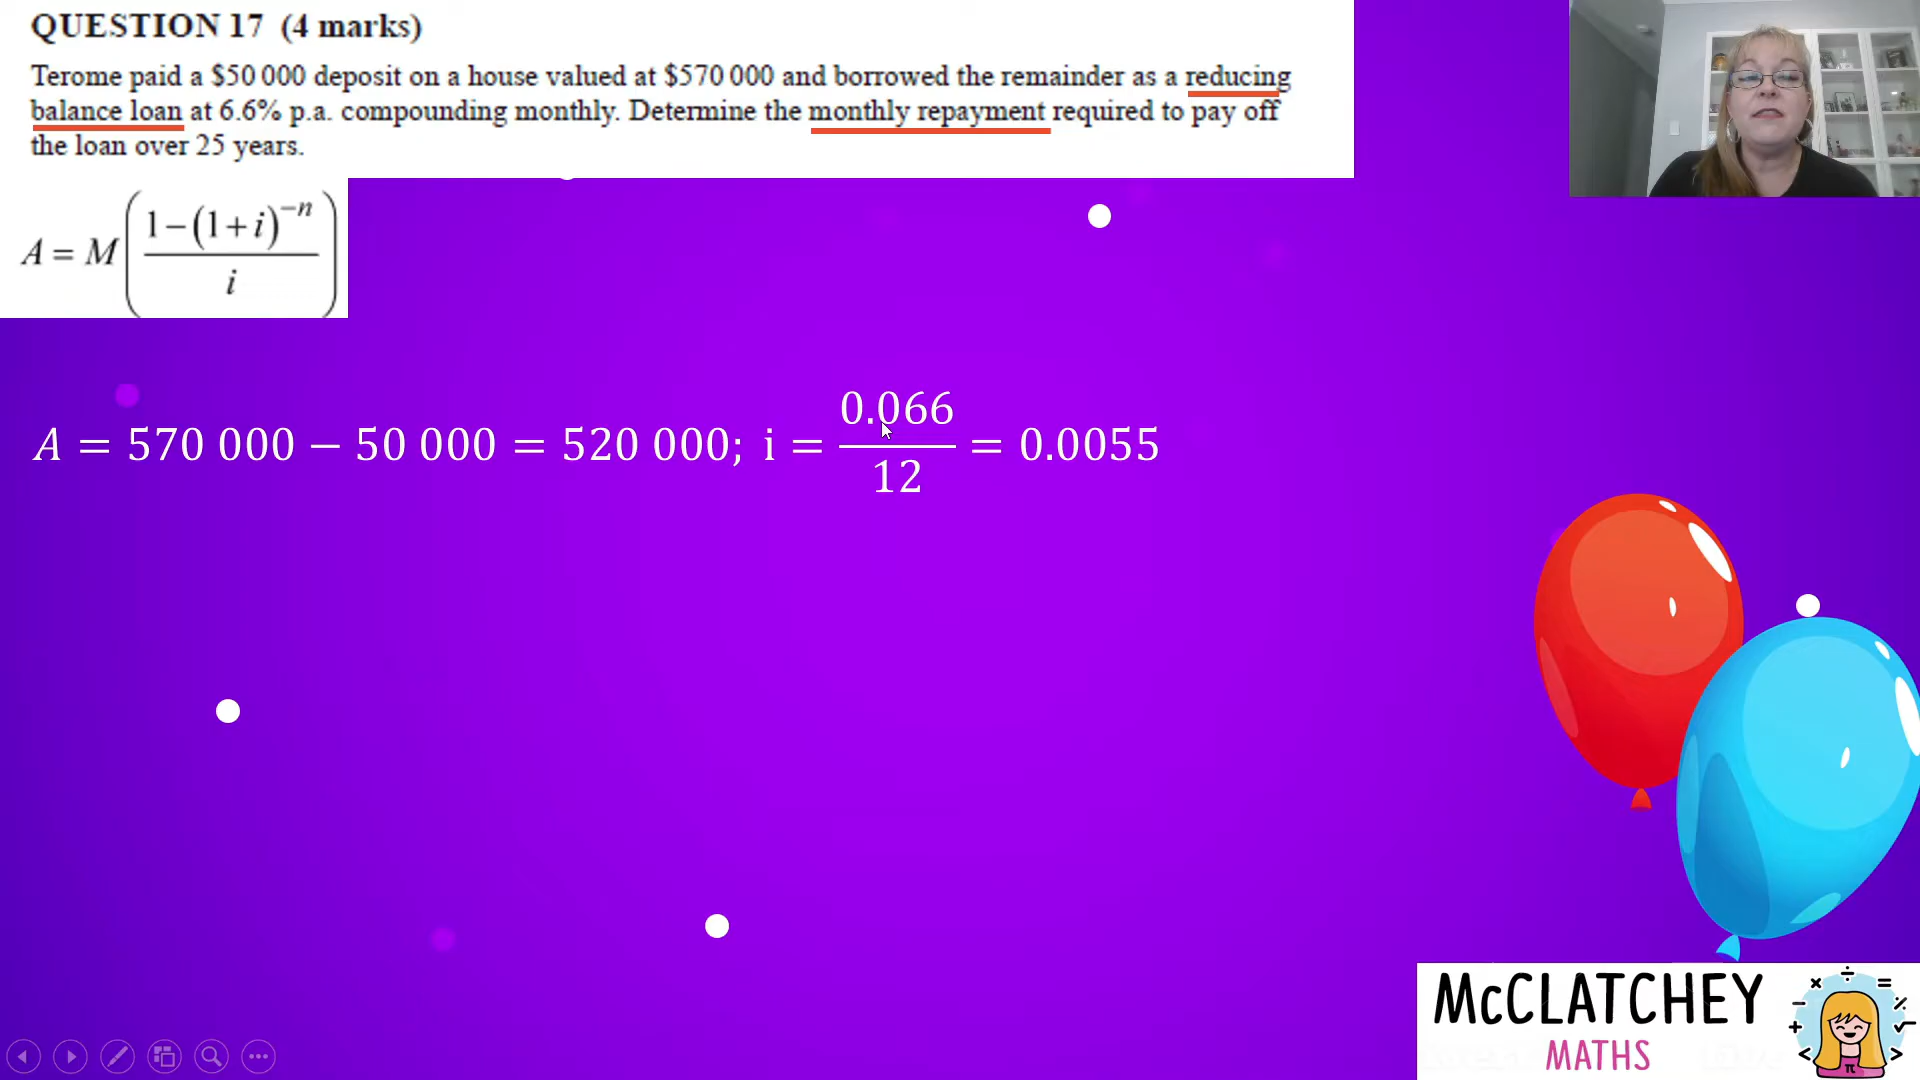 QUESTION 17 (4 marks)
Terome paid a $50 000 deposit on a house valued at $570 000 and borrowed the remainder as a reducing
balance loan at 6.6% p.a. compounding monthly. Determine the monthly repayment required to pay off
the loan over 25 years.
A = M ( (1 − (1 + i)^−n) / i )
A = 570 000 − 50 000 = 520 000; i = 0.066 / 12 = 0.0055
McCLATCHEY
MATHS